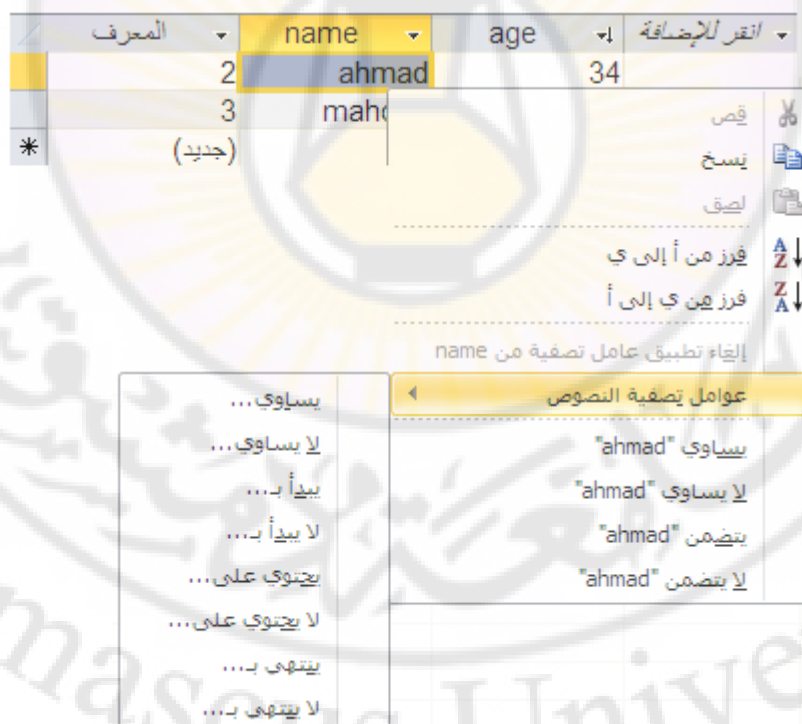 المعرف name age انقر للإضافة
2 ahmad 34
3
(جديد)
قص
نسخ
لصق
فرز من أ إلى ي
فرز من ي إلى أ
إلغاء تطبيق عامل تصفية من name
عوامل تصفية النصوص
يساوي "ahmad"
لا يساوي "ahmad"
يتضمن "ahmad"
لا يتضمن "ahmad"
يساوي...
لا يساوي...
يبدأ بـ...
لا يبدأ بـ...
يحتوي على...
لا يحتوي على...
ينتهي بـ...
لا ينتهي بـ...